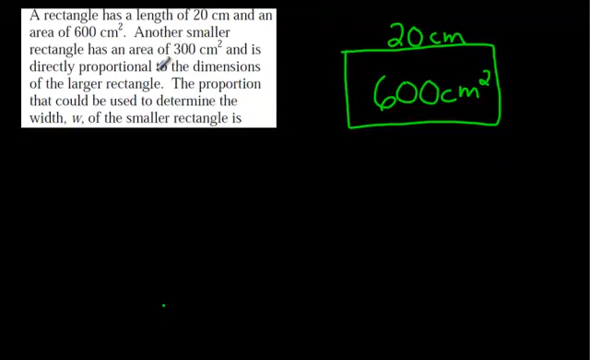 A rectangle has a length of 20 cm and an
area of 600 cm². Another smaller
rectangle has an area of 300 cm² and is
directly proportional to the dimensions
of the larger rectangle. The proportion
that could be used to determine the
width, w, of the smaller rectangle is
20cm
600cm²